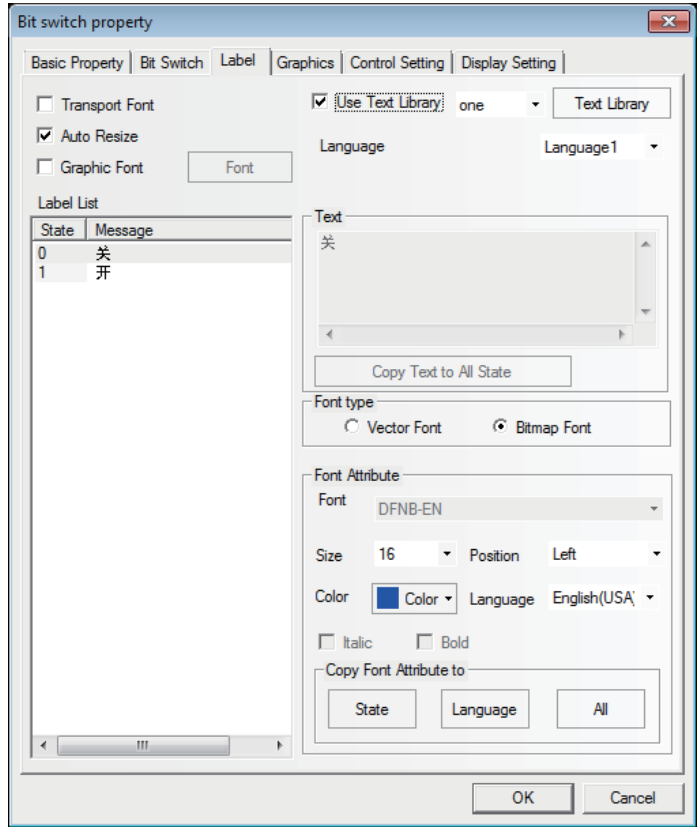 Bit switch property
Basic Property Bit Switch Label Graphics Control Setting Display Setting
Transport Font
Auto Resize
Graphic Font Font
Use Text Library one Text Library
Language Language1
Label List
State Message
0 关
1 开
Text
关
Copy Text to All State
Font type
Vector Font Bitmap Font
Font Attribute
Font DFNB-EN
Size 16 Position Left
Color Color Language English(USA)
Italic Bold
Copy Font Attribute to
State Language All
OK Cancel